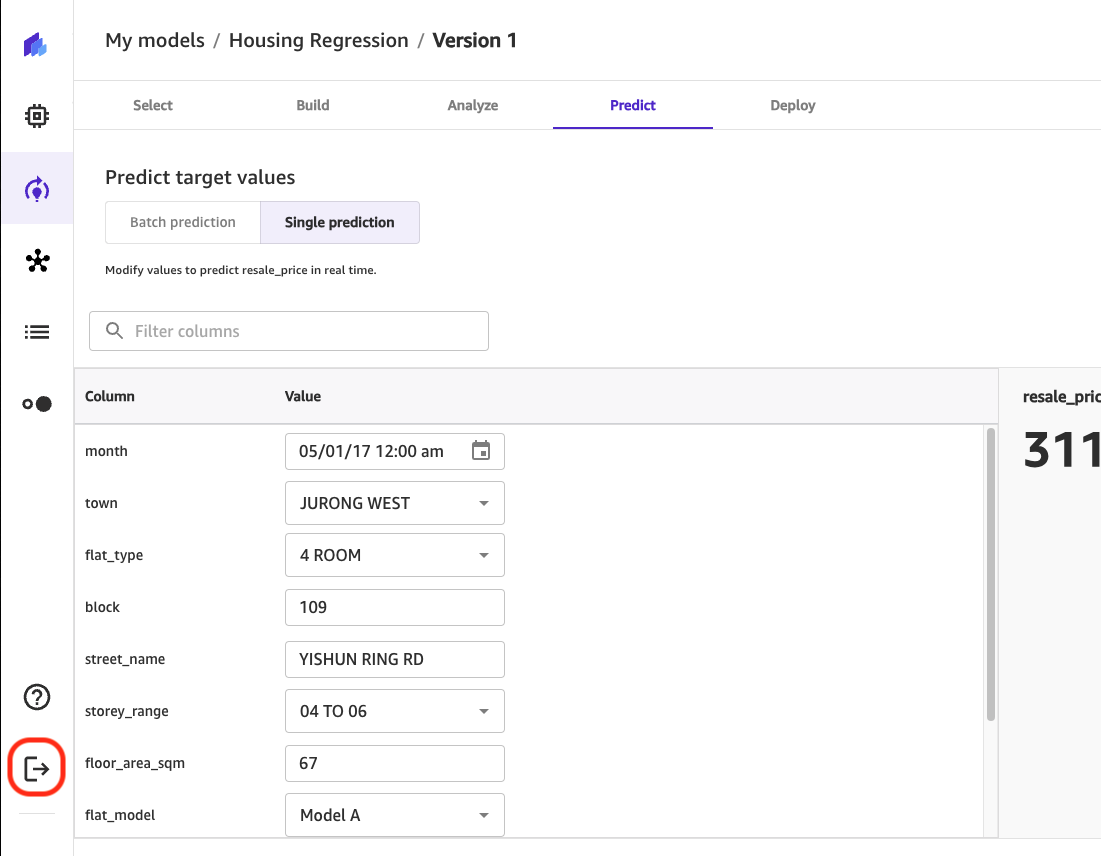 My models / Housing Regression / Version 1
Select Build Analyze Predict Deploy
Predict target values
Batch prediction Single prediction
Modify values to predict resale_price in real time.
Filter columns
Column Value
resale_pric
311
month 05/01/17 12:00 am
town JURONG WEST
flat_type 4 ROOM
block 109
street_name YISHUN RING RD
storey_range 04 TO 06
floor_area_sqm 67
flat_model Model A